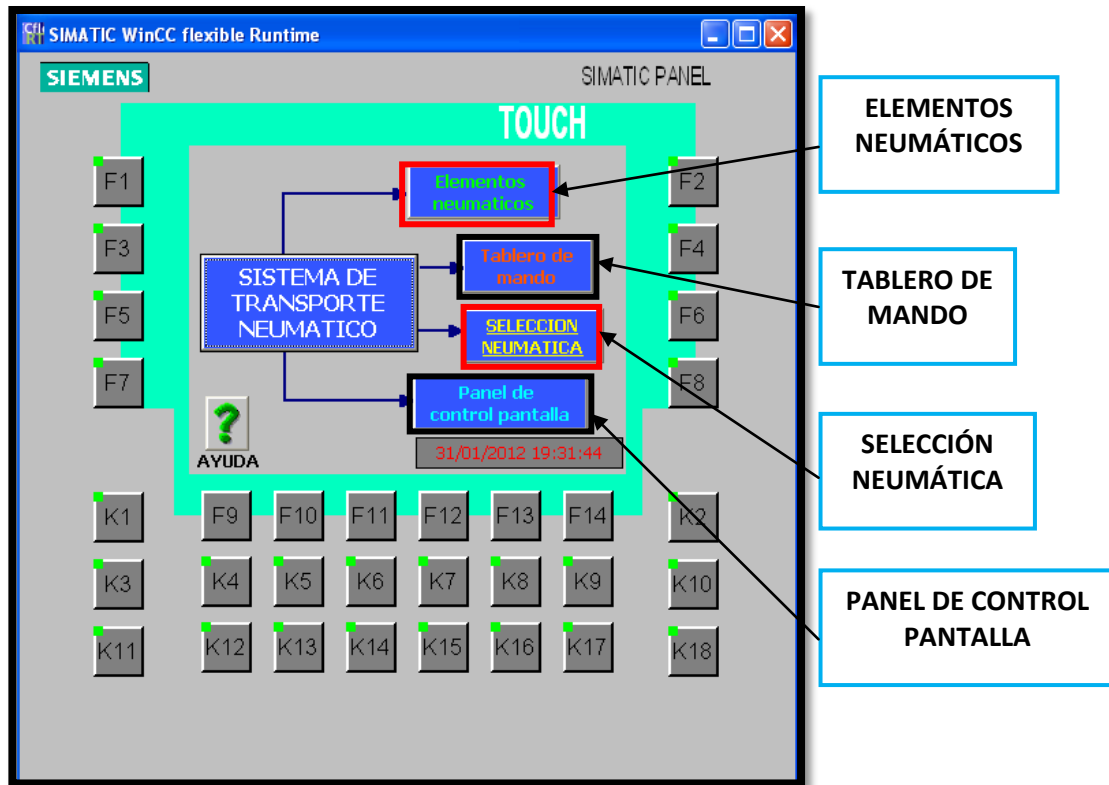 SIMATIC WinCC flexible Runtime
SIEMENS
SIMATIC PANEL
TOUCH
F1
F2
F3
F4
F5
F6
F7
F8
Elementos
neumaticos
Tablero de
mando
SISTEMA DE
TRANSPORTE
NEUMATICO
SELECCION
NEUMATICA
Panel de
control pantalla
AYUDA
31/01/2012 19:31:44
K1
F9
F10
F11
F12
F13
F14
K2
K3
K4
K5
K6
K7
K8
K9
K10
K11
K12
K13
K14
K15
K16
K17
K18
ELEMENTOS
NEUMÁTICOS
TABLERO DE
MANDO
SELECCIÓN
NEUMÁTICA
PANEL DE CONTROL
PANTALLA